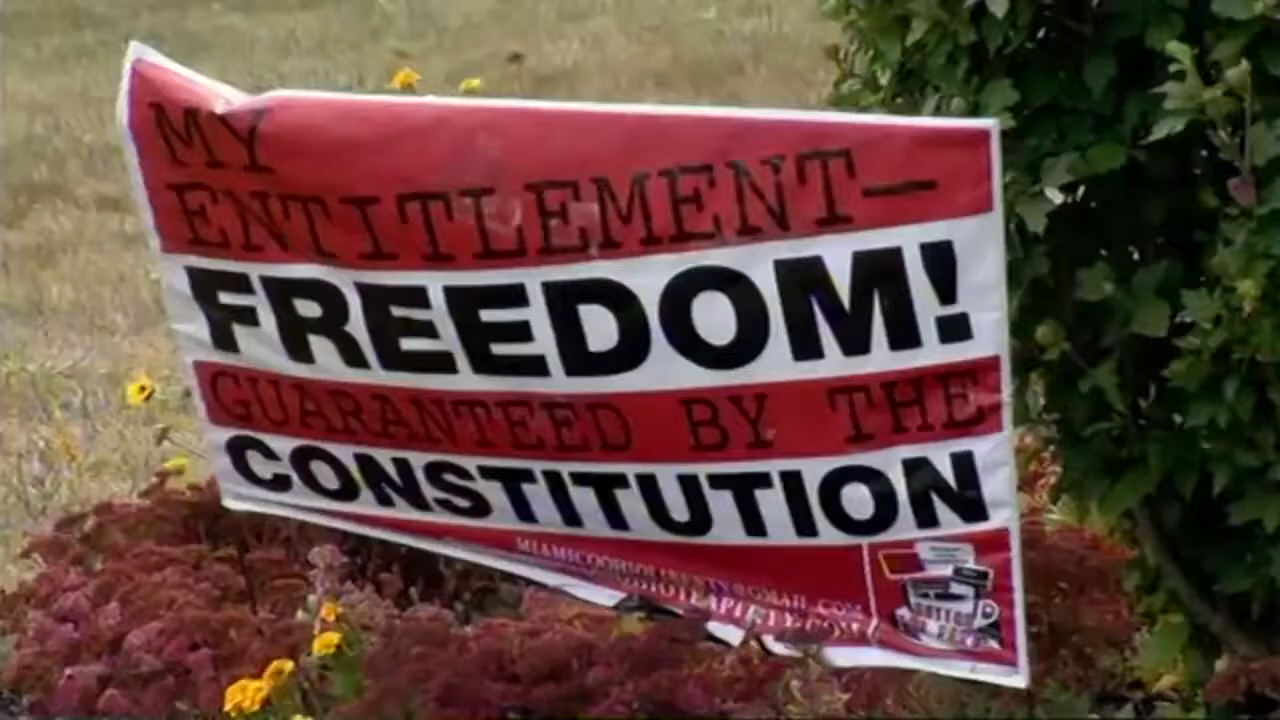 MY
ENTITLEMENT—
FREEDOM!
GUARANTEED BY THE
CONSTITUTION